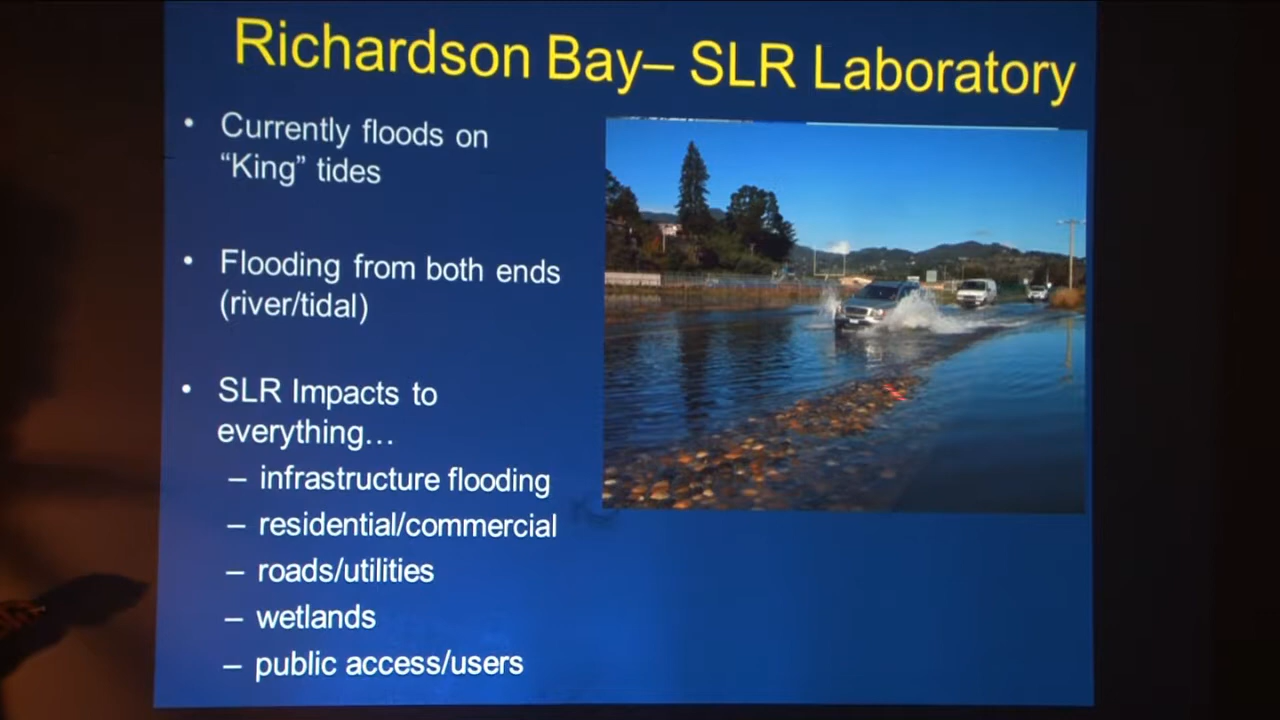 Richardson Bay– SLR Laboratory
• Currently floods on
“King” tides
• Flooding from both ends
(river/tidal)
• SLR Impacts to
everything…
– infrastructure flooding
– residential/commercial
– roads/utilities
– wetlands
– public access/users